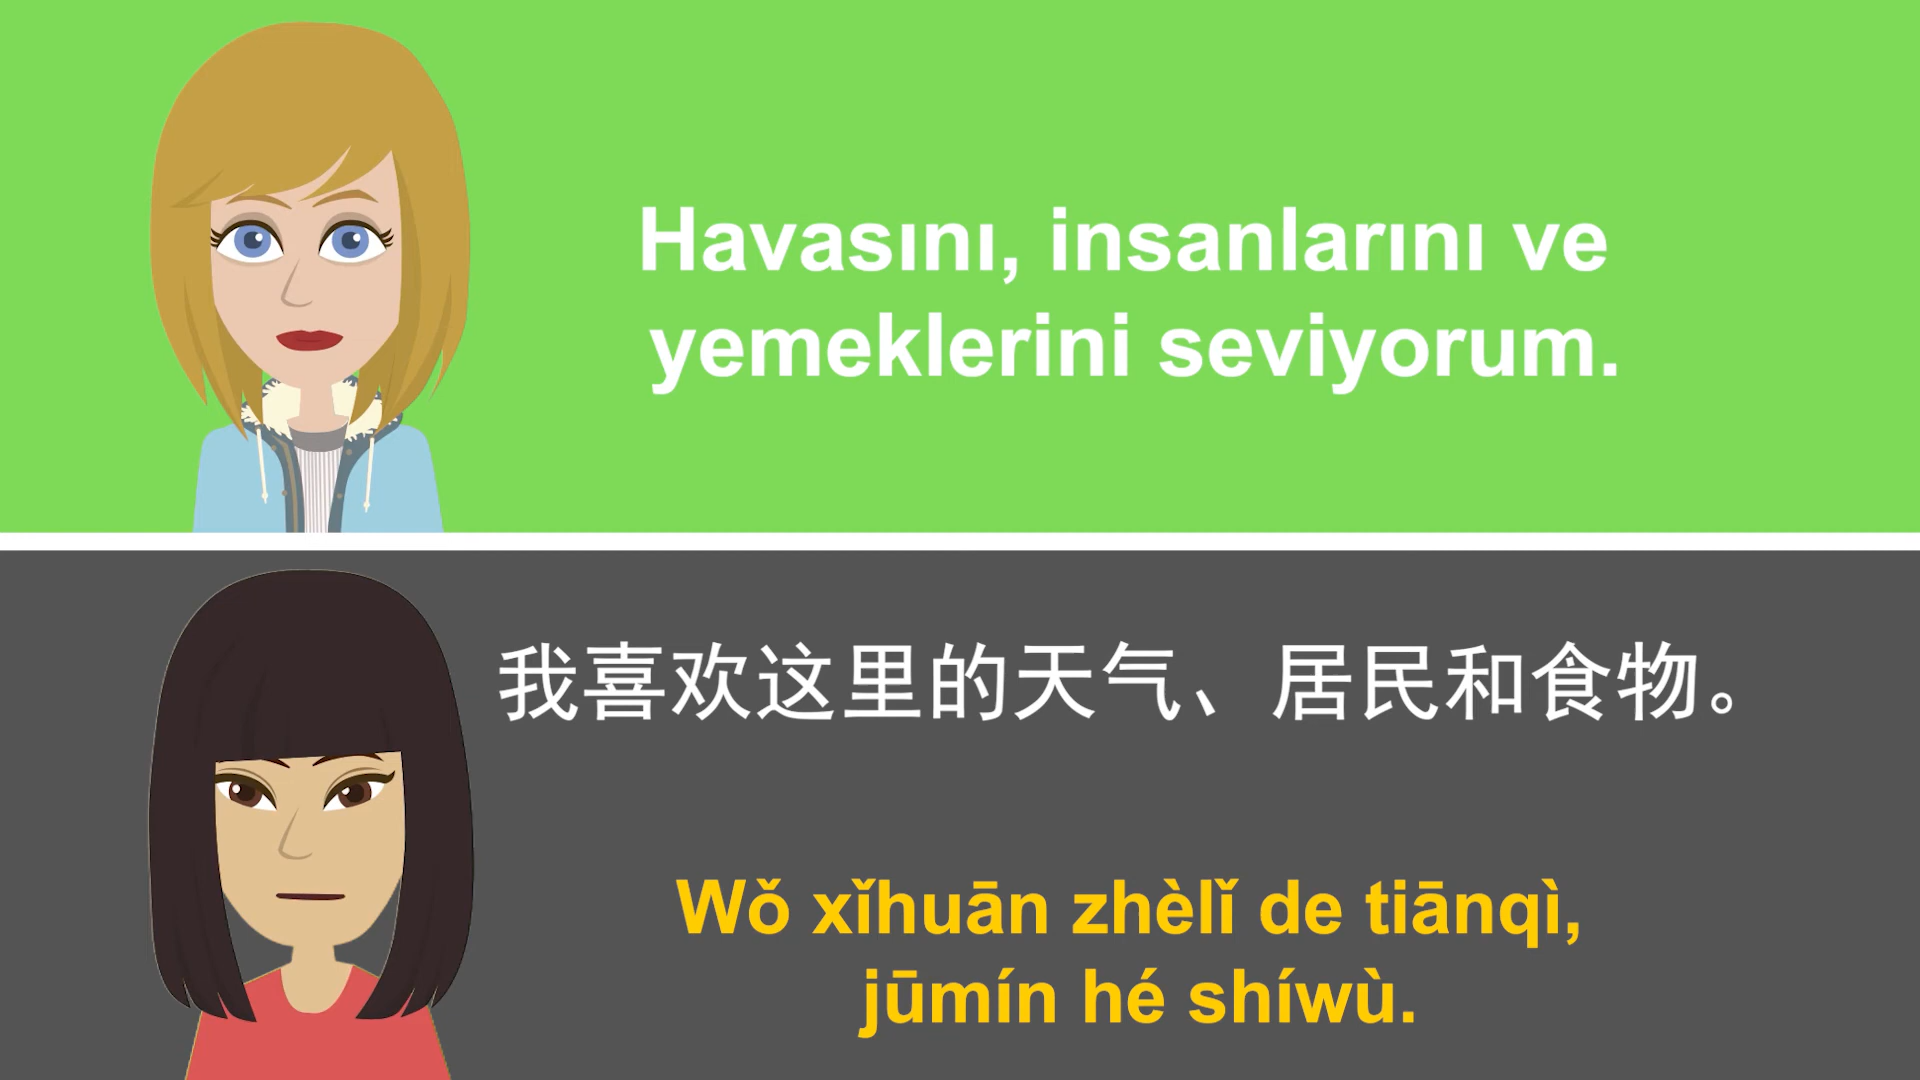 Havasını, insanlarını ve
yemeklerini seviyorum.
我喜欢这里的天气、居民和食物。
Wǒ xǐhuān zhèlǐ de tiānqì,
jūmín hé shíwù.